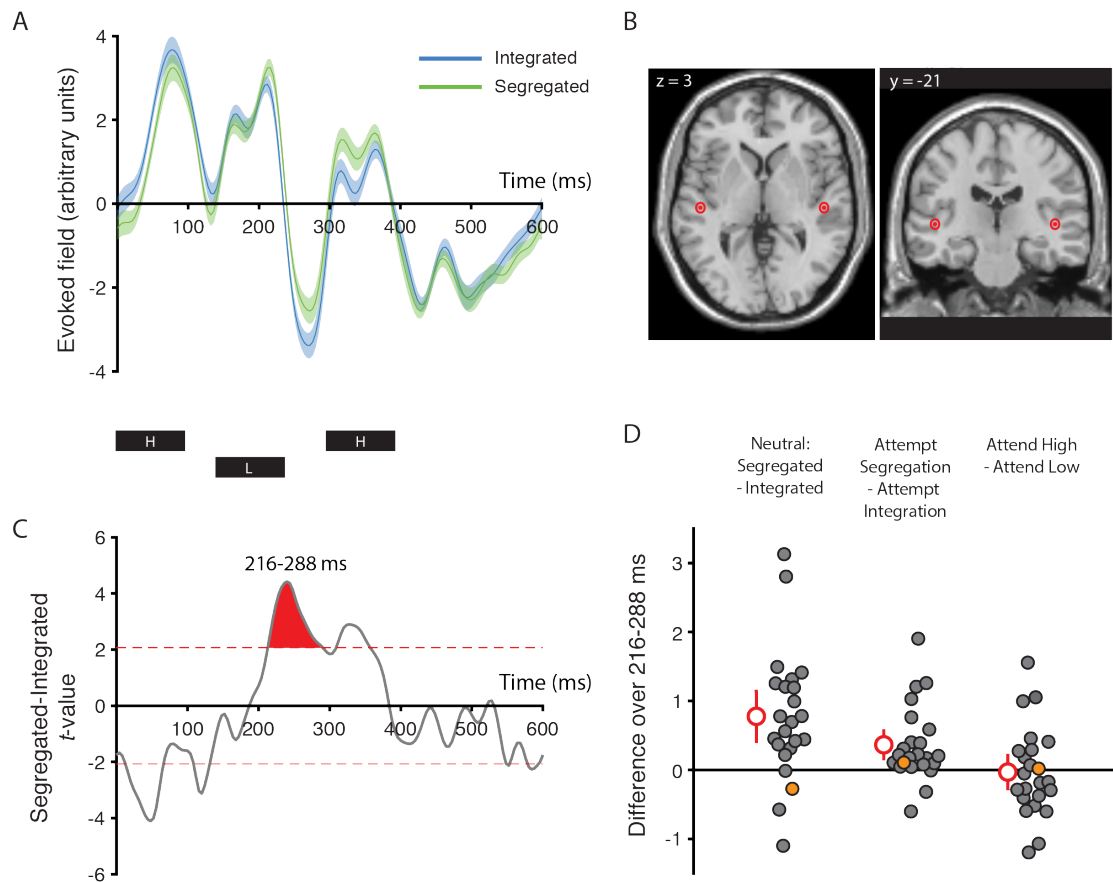 A
4
2
0
-2
-4
Evoked field (arbitrary units)
Integrated
Segregated
Time (ms)
100 200 300 400 500 600
H
L
H
B
z = 3
y = -21
C
6
4
2
0
-2
-4
-6
Segregated-Integrated
t-value
216-288 ms
Time (ms)
100 200 300 400 500 600
D
Neutral:
Segregated
- Integrated
Attempt
Segregation
- Attempt
Integration
Attend High
- Attend Low
Difference over 216-288 ms
3
2
1
0
-1